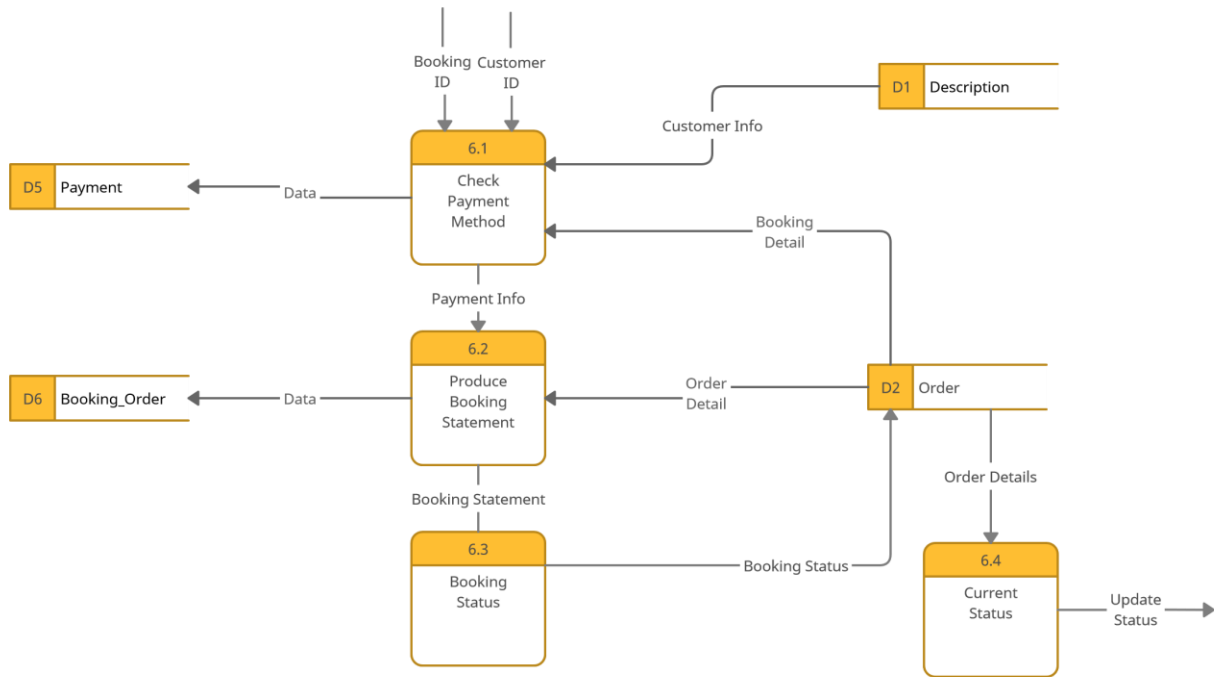 Booking
ID
Customer
ID
D1
Description
Customer Info
6.1
Check
Payment
Method
D5
Payment
Data
Booking
Detail
Payment Info
6.2
Produce
Booking
Statement
D6
Booking_Order
Data
Order
Detail
D2
Order
Booking Statement
Order Details
6.3
Booking
Status
Booking Status
6.4
Current
Status
Update
Status